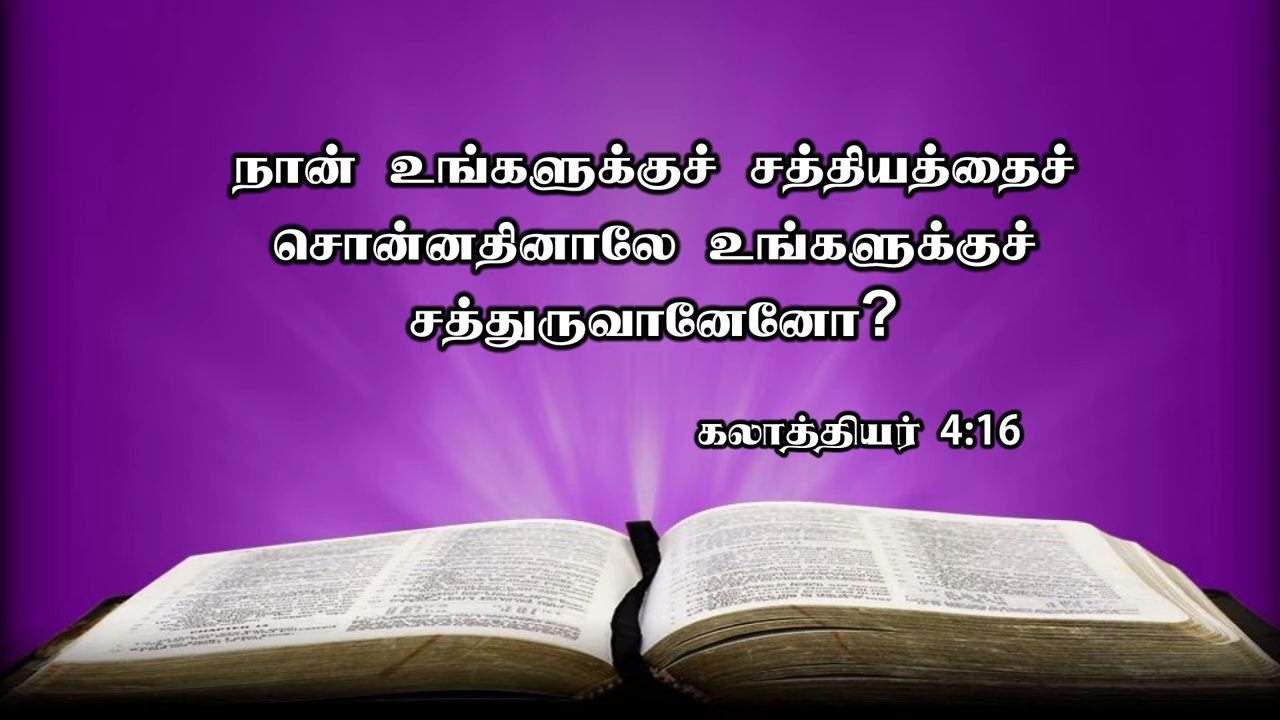 நான் உங்களுக்குச் சத்தியத்தைச்
சொன்னதினாலே உங்களுக்குச்
சத்துருவானேனோ?
கலாத்தியர் 4:16